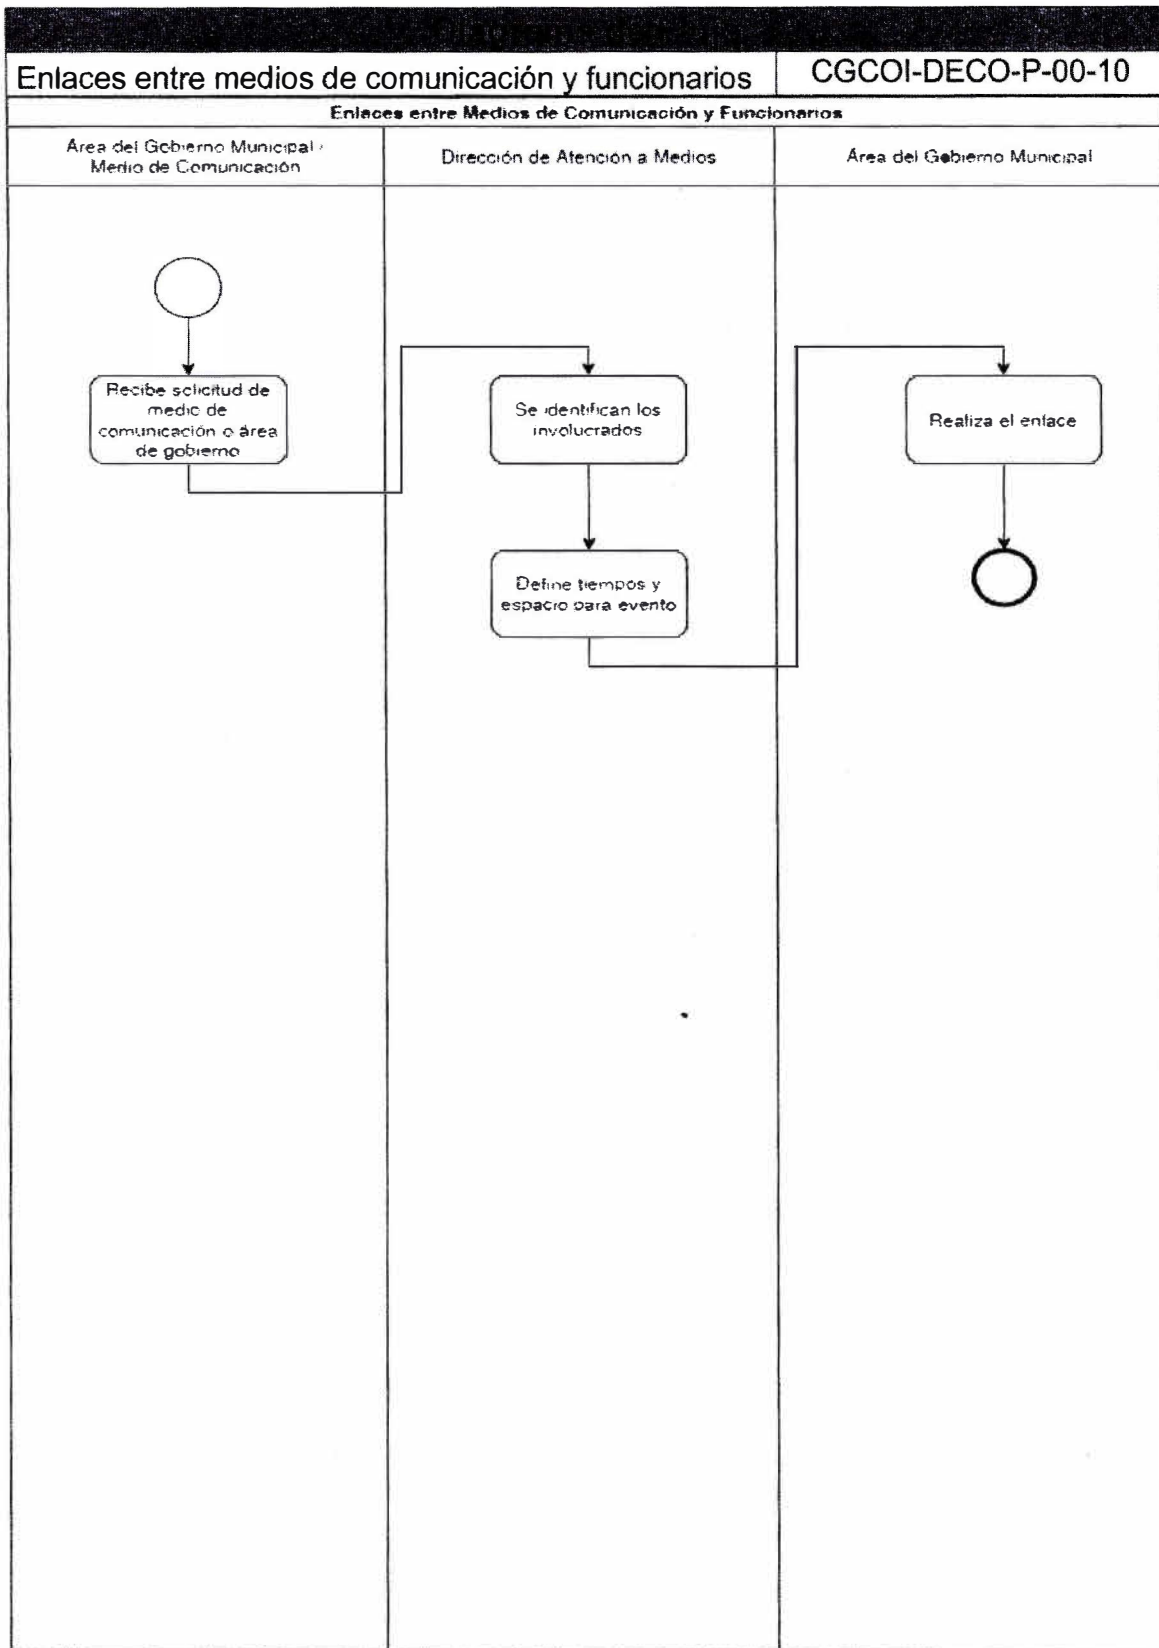 Enlaces entre medios de comunicación y funcionarios
CGCOI-DECO-P-00-10
Enlaces entre Medios de Comunicación y Funcionarios
Área del Gobierno Municipal /
Medio de Comunicación
Dirección de Atención a Medios
Área del Gobierno Municipal
Recibe solicitud de
medio de
comunicación o área
de gobierno
Se identifican los
involucrados
Realiza el enlace
Define tiempos y
espacio para evento